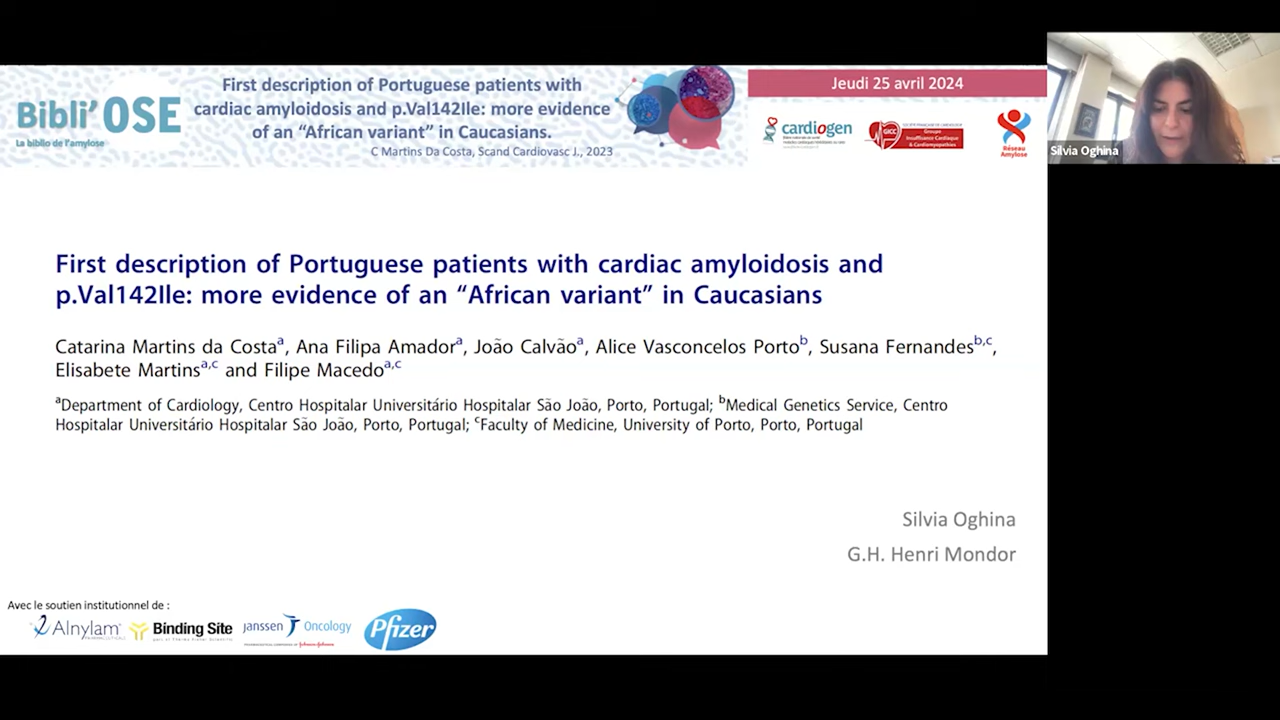 Bibli'OSE
La biblio de l'amylose
First description of Portuguese patients with
cardiac amyloidosis and p.Val142Ile: more evidence
of an “African variant” in Caucasians.
C Martins Da Costa, Scand Cardiovasc J., 2023
Jeudi 25 avril 2024
cardiogen
GICC
Groupe
Insuffisance Cardiaque
& Cardiomyopathies
Réseau
Amylose
Silvia Oghina
First description of Portuguese patients with cardiac amyloidosis and
p.Val142Ile: more evidence of an “African variant” in Caucasians
Catarina Martins da Costaᵃ, Ana Filipa Amadorᵃ, João Calvãoᵃ, Alice Vasconcelos Portoᵇ, Susana Fernandesᵇ,ᶜ,
Elisabete Martinsᵃ,ᶜ and Filipe Macedoᵃ,ᶜ
ᵃDepartment of Cardiology, Centro Hospitalar Universitário Hospitalar São João, Porto, Portugal; ᵇMedical Genetics Service, Centro
Hospitalar Universitário Hospitalar São João, Porto, Portugal; ᶜFaculty of Medicine, University of Porto, Porto, Portugal
Silvia Oghina
G.H. Henri Mondor
Avec le soutien institutionnel de :
Alnylam
Binding Site
janssen Oncology
Pfizer